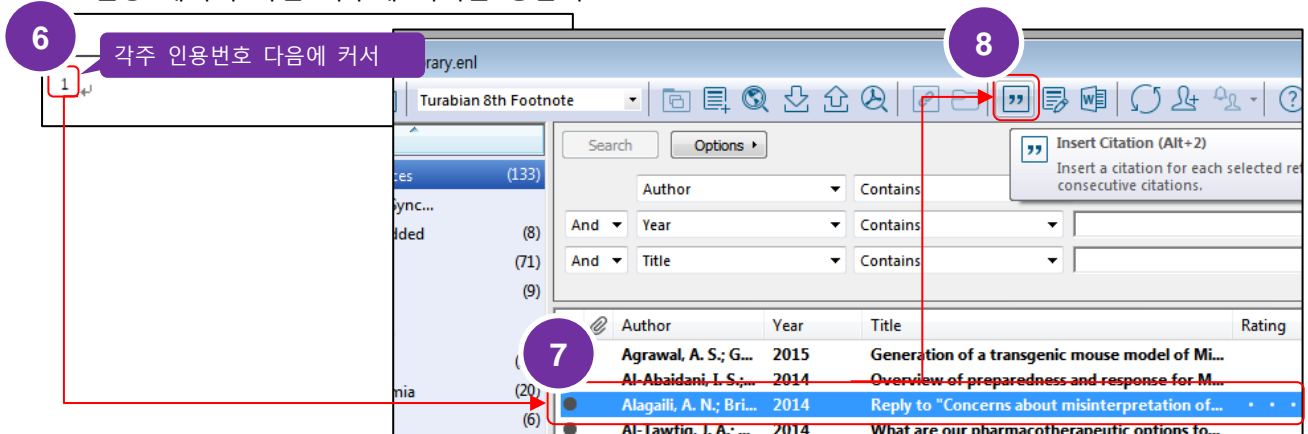 6
각주 인용번호 다음에 커서
1
8
rary.enl
Turabian 8th Footnote
Search
Options
Insert Citation (Alt+2)
Insert a citation for each selected ref
consecutive citations.
ces (133)
Sync...
dded (8)
(71)
(9)
mia (20)
(6)
Author Contains
And Year Contains
And Title Contains
Author Year Title Rating
7
Agrawal, A. S.; G... 2015 Generation of a transgenic mouse model of Mi...
Al-Abaidani, I. S.;... 2014 Overview of preparedness and response for M...
Alagaili, A. N.; Bri... 2014 Reply to "Concerns about misinterpretation of...
Al-Tawfiq, J. A.; ... 2014 What are our pharmacotherapeutic options fo...